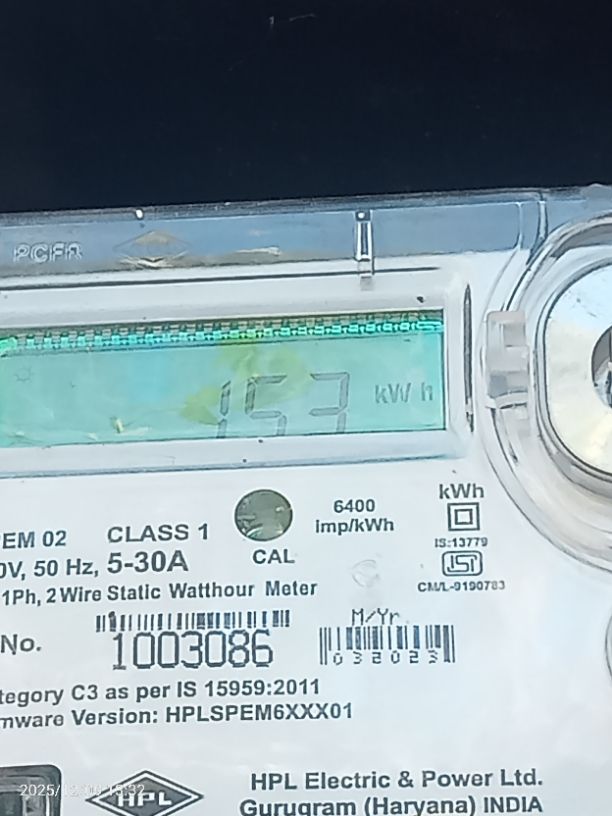 153 kWh
6400
imp/kWh
kWh
IS:13779
ISI
CM/L-9190783
EM 02 CLASS 1
0V, 50 Hz, 5-30A
CAL
1Ph, 2 Wire Static Watthour Meter
No.
1003086
M/Yr.
032023
tegory C3 as per IS 15959:2011
mware Version: HPLSPEM6XXX01
HPL
HPL Electric & Power Ltd.
Gurugram (Haryana) INDIA